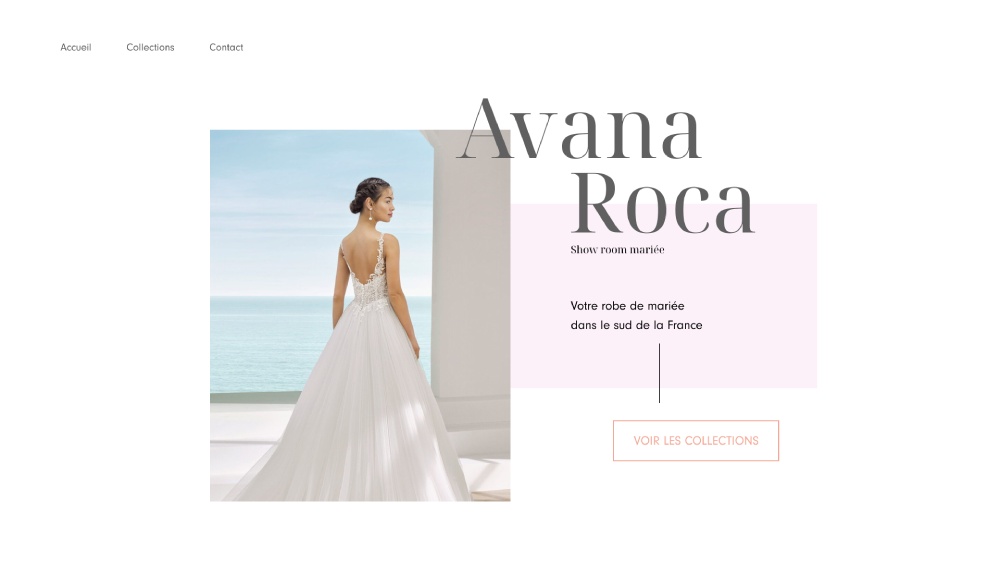 Accueil
Collections
Contact
Avana
Roca
Show room mariée
Votre robe de mariée
dans le sud de la France
VOIR LES COLLECTIONS